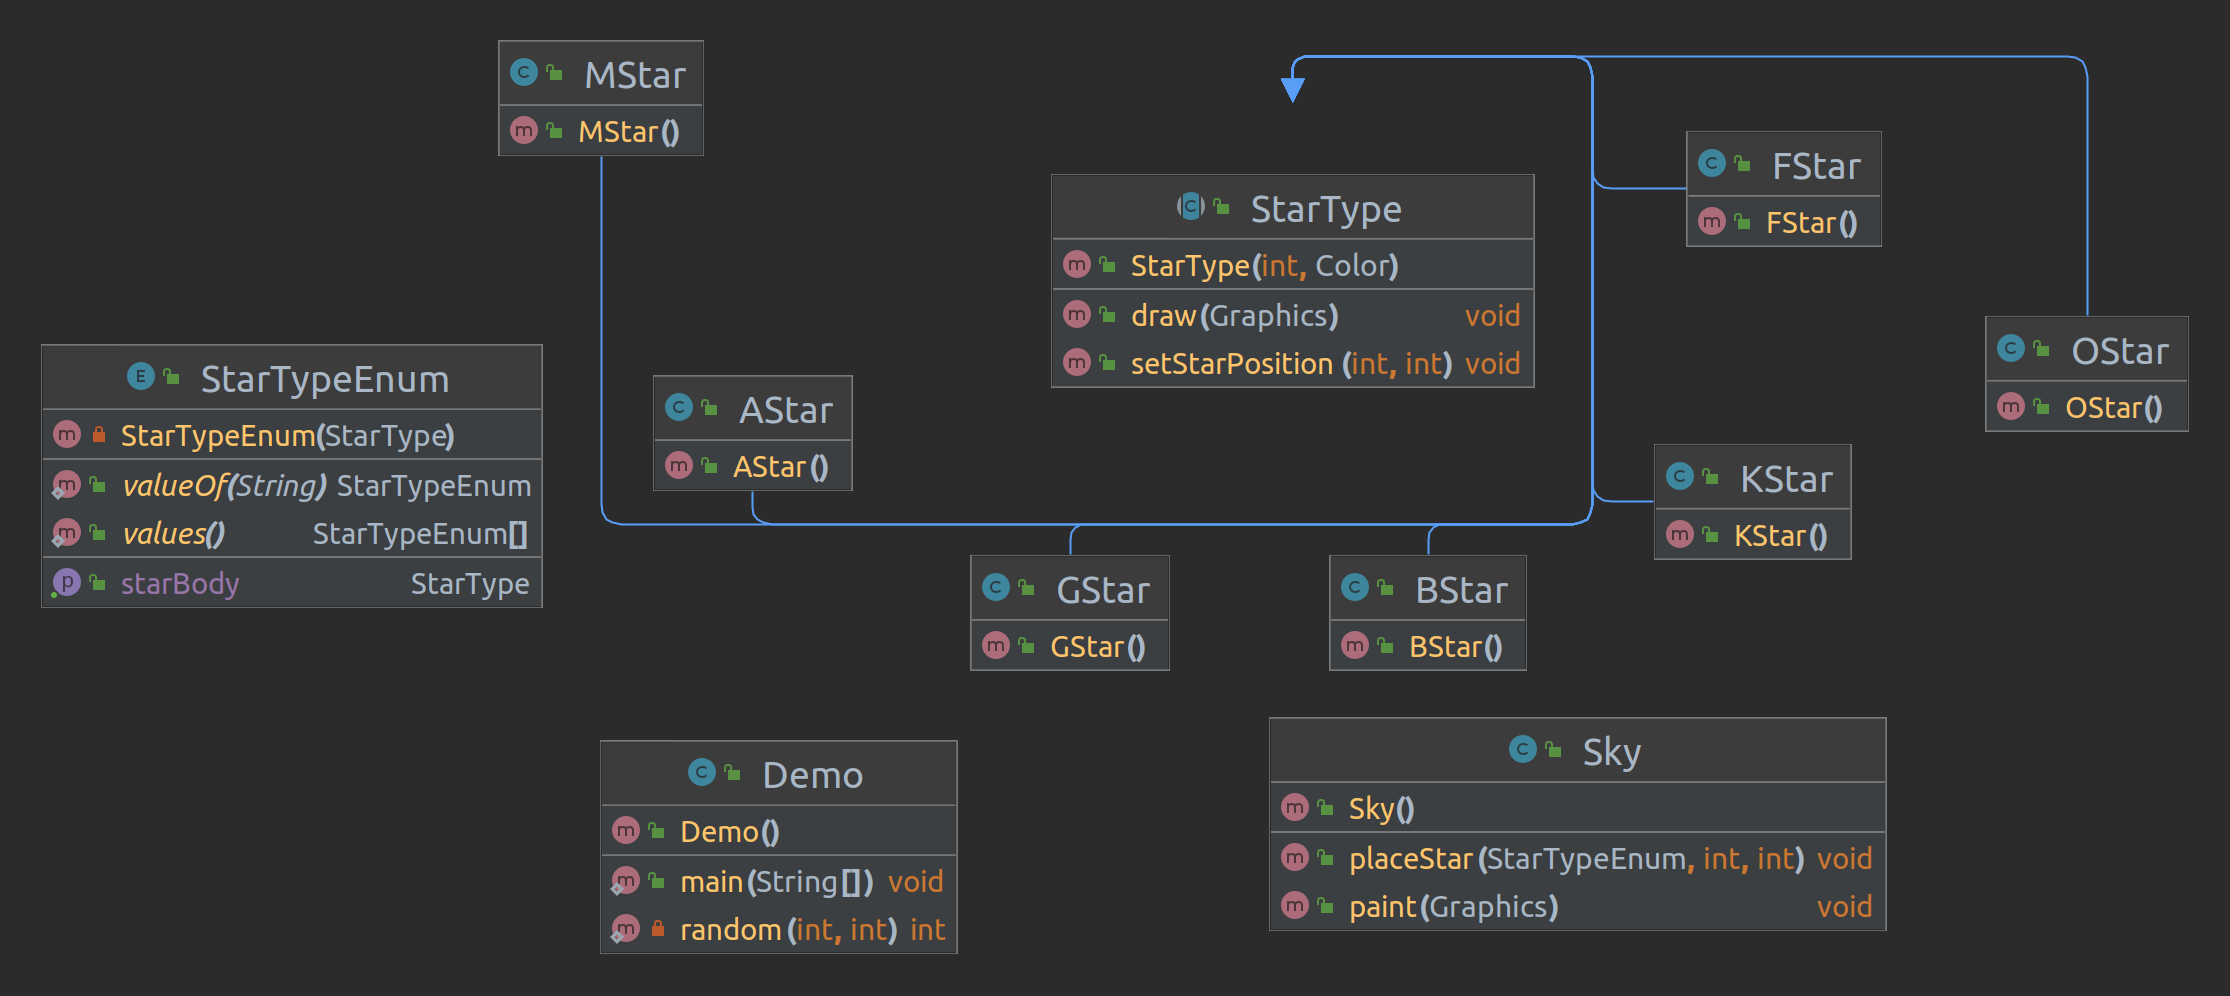 MStar
MStar()
StarType
StarType(int, Color)
draw(Graphics) void
setStarPosition (int, int) void
FStar
FStar()
OStar
OStar()
StarTypeEnum
StarTypeEnum(StarType)
valueOf(String) StarTypeEnum
values() StarTypeEnum[]
starBody StarType
AStar
AStar()
KStar
KStar()
GStar
GStar()
BStar
BStar()
Demo
Demo()
main(String[]) void
random(int, int) int
Sky
Sky()
placeStar(StarTypeEnum, int, int) void
paint(Graphics) void